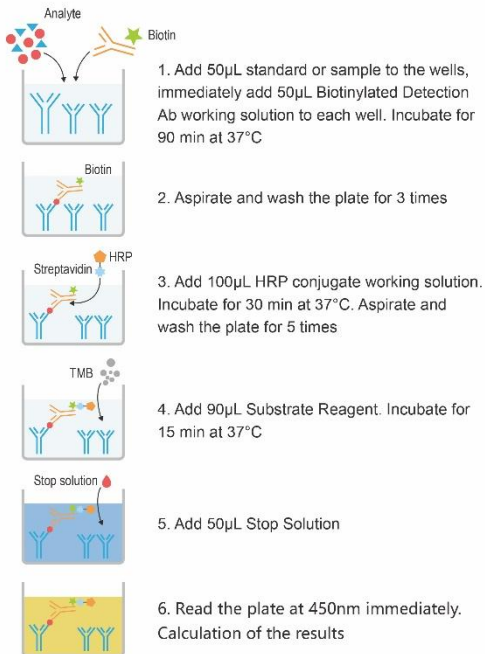 Analyte
Biotin
1. Add 50μL standard or sample to the wells,
immediately add 50μL Biotinylated Detection
Ab working solution to each well. Incubate for
90 min at 37°C
Biotin
2. Aspirate and wash the plate for 3 times
HRP
Streptavidin
3. Add 100μL HRP conjugate working solution.
Incubate for 30 min at 37°C. Aspirate and
wash the plate for 5 times
TMB
4. Add 90μL Substrate Reagent. Incubate for
15 min at 37°C
Stop solution
5. Add 50μL Stop Solution
6. Read the plate at 450nm immediately.
Calculation of the results